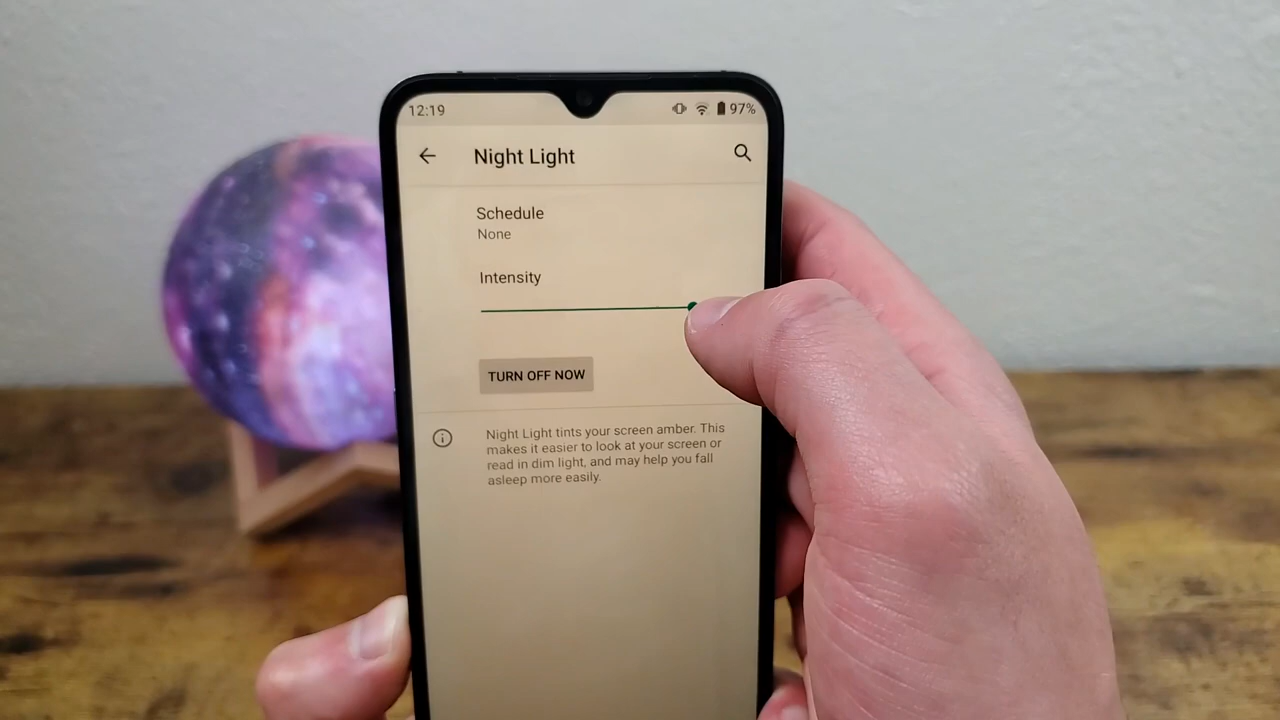 12:19 97%
Night Light
Schedule
None
Intensity
TURN OFF NOW
Night Light tints your screen amber. This
makes it easier to look at your screen or
read in dim light, and may help you fall
asleep more easily.